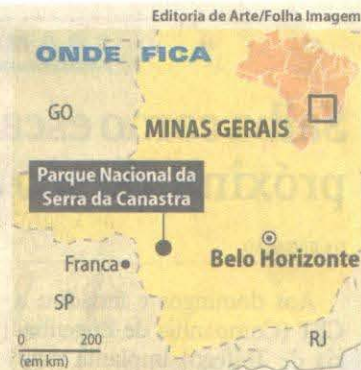 Editoria de Arte/Folha Imagem
ONDE FICA
GO
MINAS GERAIS
Parque Nacional da
Serra da Canastra
Franca
Belo Horizonte
SP
0 200
(em km)
RJ